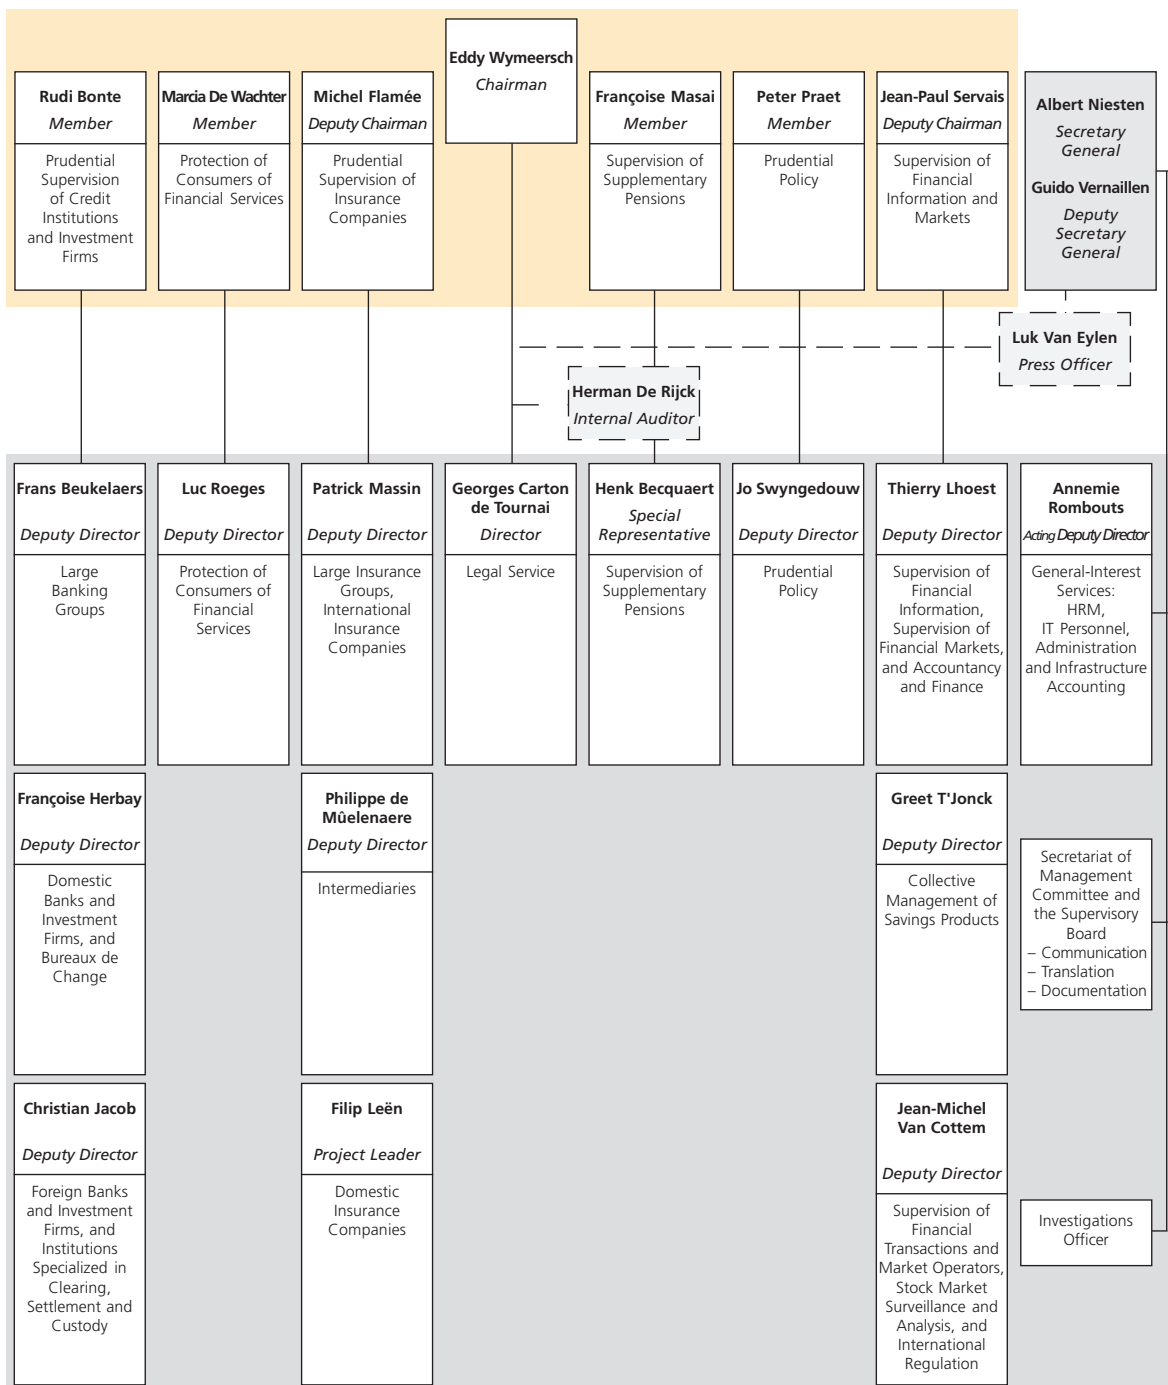 Eddy Wymeersch
Chairman
Rudi Bonte
Member
Prudential
Supervision
of Credit
Institutions
and Investment
Firms
Marcia De Wachter
Member
Protection of
Consumers of
Financial Services
Michel Flamée
Deputy Chairman
Prudential
Supervision of
Insurance
Companies
Françoise Masai
Member
Supervision of
Supplementary
Pensions
Peter Praet
Member
Prudential
Policy
Jean-Paul Servais
Deputy Chairman
Supervision of
Financial
Information and
Markets
Albert Niesten
Secretary
General
Guido Vernaillen
Deputy
Secretary
General
Luk Van Eylen
Press Officer
Herman De Rijck
Internal Auditor
Frans Beukelaers
Deputy Director
Large
Banking
Groups
Luc Roeges
Deputy Director
Protection of
Consumers of
Financial
Services
Patrick Massin
Deputy Director
Large Insurance
Groups,
International
Insurance
Companies
Georges Carton
de Tournai
Director
Legal Service
Henk Becquaert
Special
Representative
Supervision of
Supplementary
Pensions
Jo Swyngedouw
Deputy Director
Prudential
Policy
Thierry Lhoest
Deputy Director
Supervision of
Financial
Information,
Supervision of
Financial Markets,
and Accountancy
and Finance
Annemie
Rombouts
Acting Deputy Director
General-Interest
Services:
HRM,
IT Personnel,
Administration
and Infrastructure
Accounting
Françoise Herbay
Deputy Director
Domestic
Banks and
Investment
Firms, and
Bureaux de
Change
Philippe de
Mûelenaere
Deputy Director
Intermediaries
Greet T'Jonck
Deputy Director
Collective
Management of
Savings Products
Secretariat of
Management
Committee and
the Supervisory
Board
– Communication
– Translation
– Documentation
Christian Jacob
Deputy Director
Foreign Banks
and Investment
Firms, and
Institutions
Specialized in
Clearing,
Settlement and
Custody
Filip Leën
Project Leader
Domestic
Insurance
Companies
Jean-Michel
Van Cottem
Deputy Director
Supervision of
Financial
Transactions and
Market Operators,
Stock Market
Surveillance and
Analysis, and
International
Regulation
Investigations
Officer